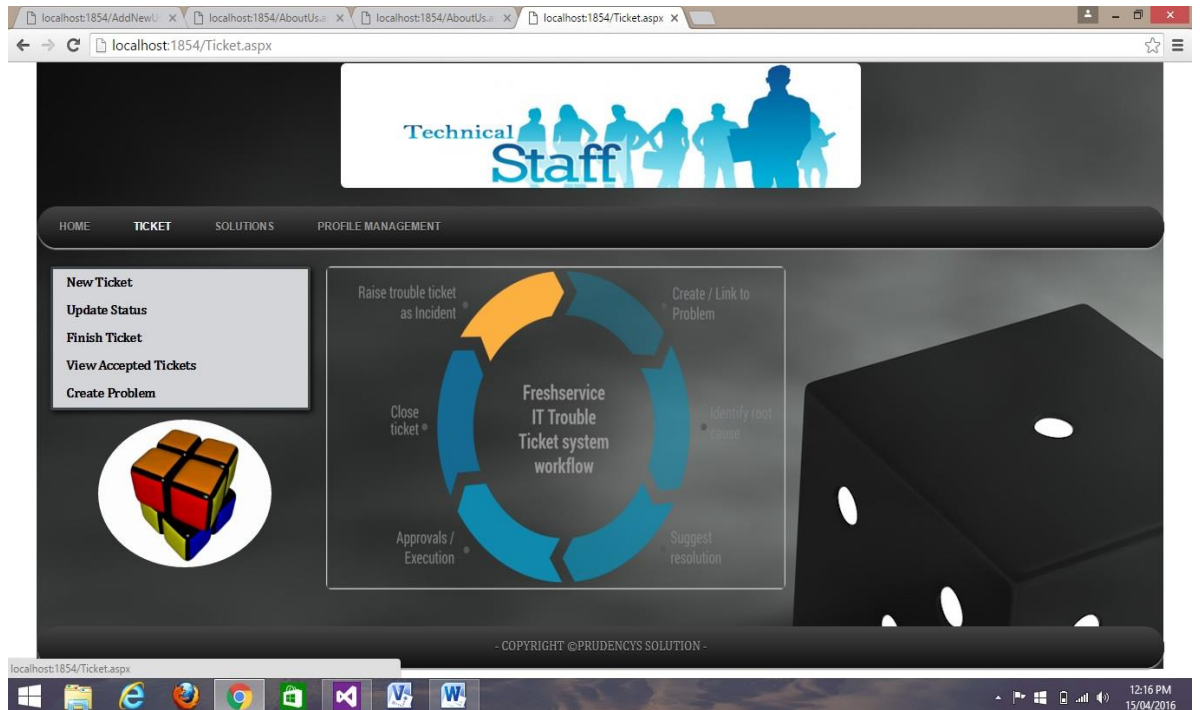 localhost:1854/AddNewU
localhost:1854/AboutUs.a
localhost:1854/AboutUs.a
localhost:1854/Ticket.aspx
localhost:1854/Ticket.aspx
Technical
Staff
HOME
TICKET
SOLUTIONS
PROFILE MANAGEMENT
New Ticket
Update Status
Finish Ticket
View Accepted Tickets
Create Problem
Raise trouble ticket
as Incident
Create / Link to
Problem
Close
ticket
Freshservice
IT Trouble
Ticket system
workflow
Identify root
cause
Approvals /
Execution
Suggest
resolution
- COPYRIGHT ©PRUDENCYS SOLUTION -
localhost:1854/Ticket.aspx
12:16 PM
15/04/2016